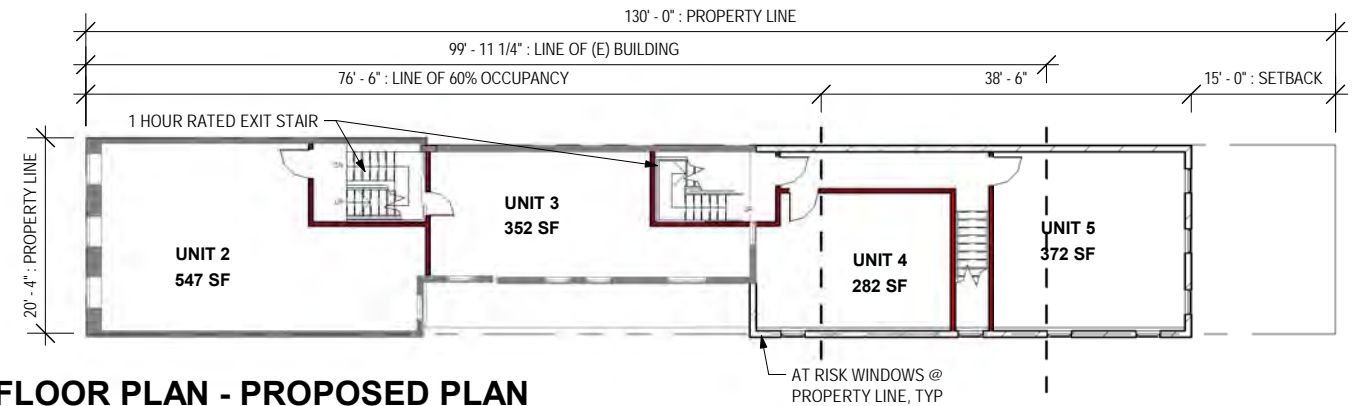 130' - 0" : PROPERTY LINE
99' - 11 1/4" : LINE OF (E) BUILDING
76' - 6" : LINE OF 60% OCCUPANCY
38' - 6"
15' - 0" : SETBACK
1 HOUR RATED EXIT STAIR
20' - 4" : PROPERTY LINE
UNIT 2
547 SF
UNIT 3
352 SF
UNIT 4
282 SF
UNIT 5
372 SF
AT RISK WINDOWS @
PROPERTY LINE, TYP
FLOOR PLAN - PROPOSED PLAN